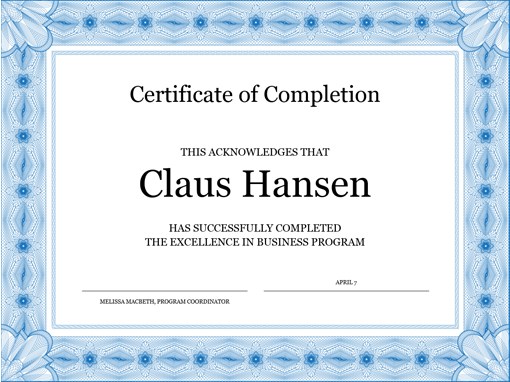 Certificate of Completion
THIS ACKNOWLEDGES THAT
Claus Hansen
HAS SUCCESSFULLY COMPLETED
THE EXCELLENCE IN BUSINESS PROGRAM
APRIL 7
MELISSA MACBETH, PROGRAM COORDINATOR